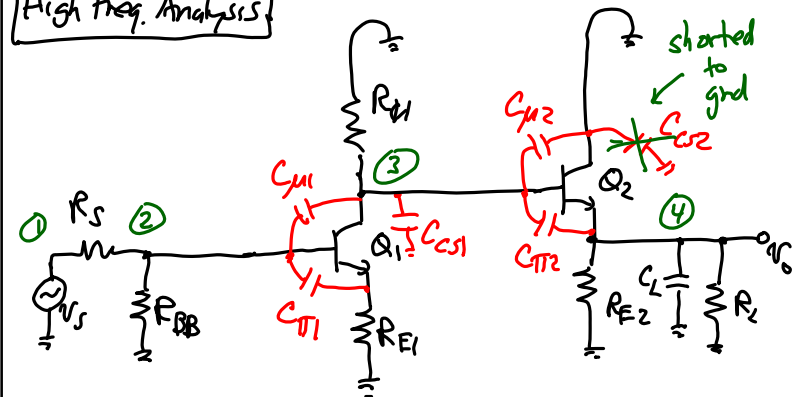 High Freq. Analysis
shorted
to
gnd
Cμ2
CCS2
Cμ1
3
Q2
1
RS
2
Q1
CCS1
4
Vo
VS
RBB
Cπ1
RE1
Cπ2
RE2
CL
RL